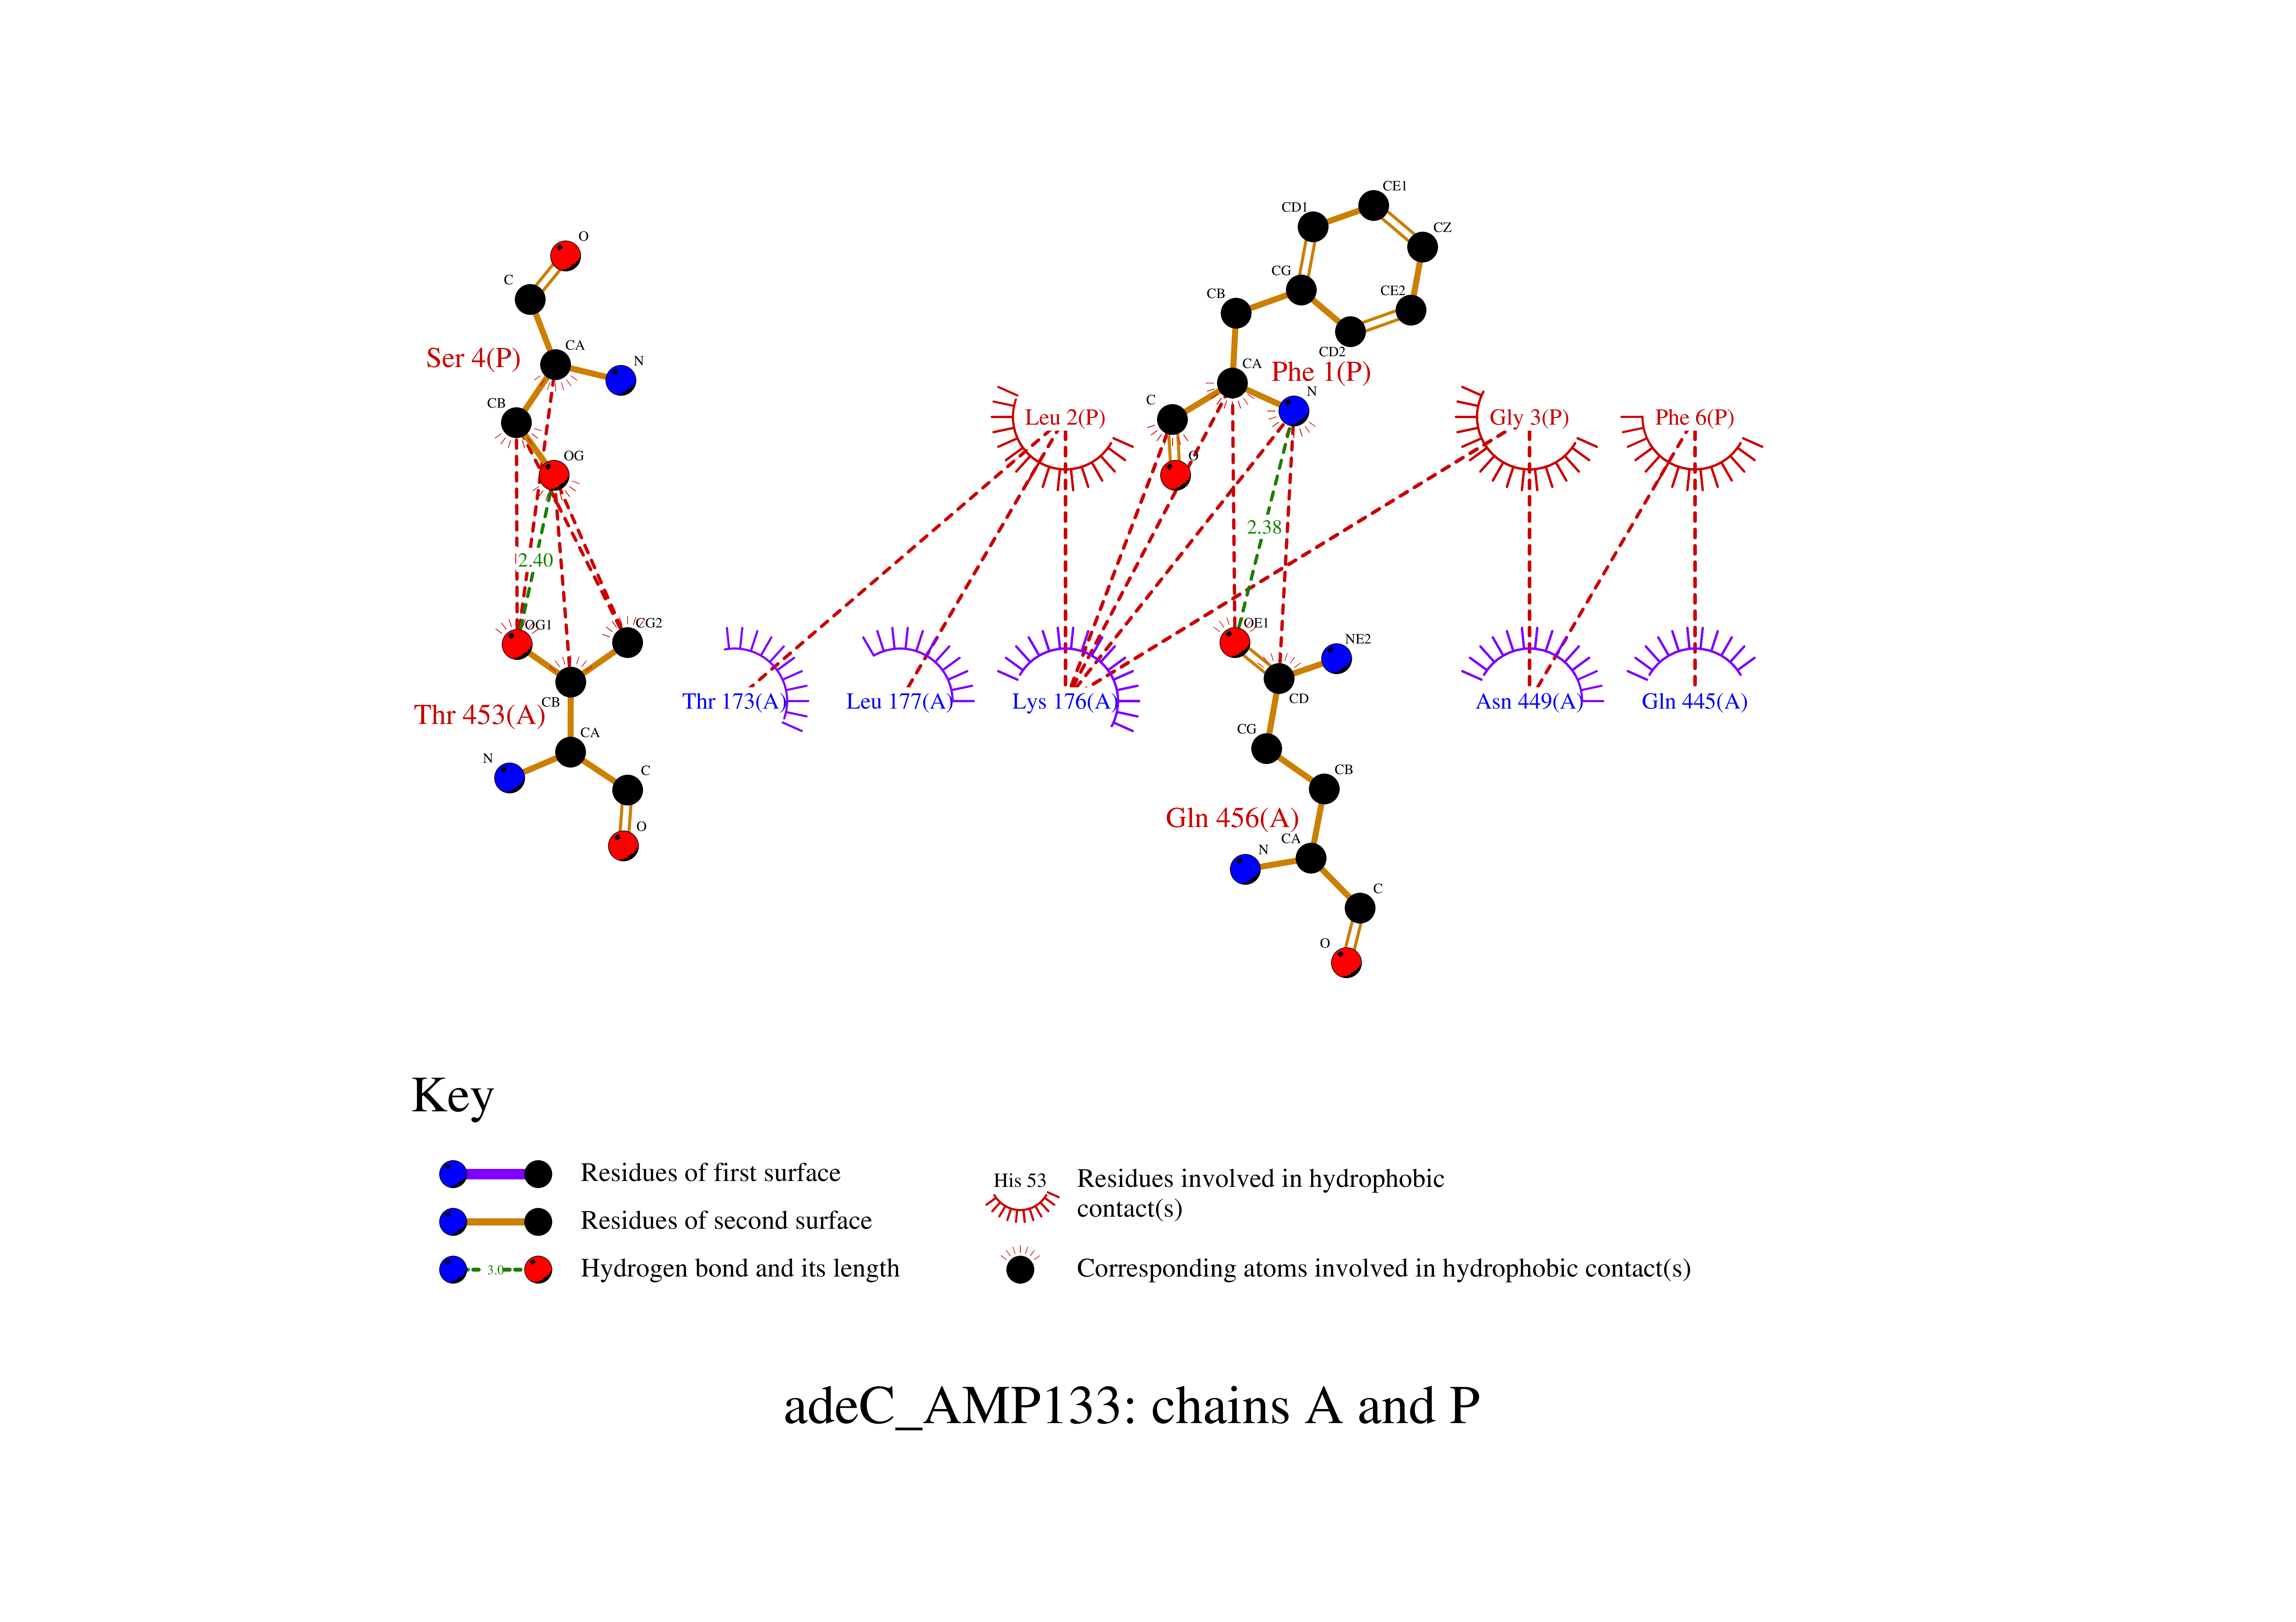 CE1
CD1
CZ
O
CG
C
CE2
CB
CA
CD2
Ser 4(P)
N
CA
Phe 1(P)
N
CB
C
Leu 2(P)
Gly 3(P)
Phe 6(P)
OG
O
2.38
2.40
OG1
CG2
OE1
NE2
CB
Thr 173(A)
Leu 177(A)
Lys 176(A)
CD
Asn 449(A)
Gln 445(A)
Thr 453(A)
CA
CG
N
C
CB
Gln 456(A)
O
CA
N
C
O
Key
Residues of first surface
Residues of second surface
3.0
Hydrogen bond and its length
His 53
Residues involved in hydrophobic
contact(s)
Corresponding atoms involved in hydrophobic contact(s)
adeC_AMP133: chains A and P